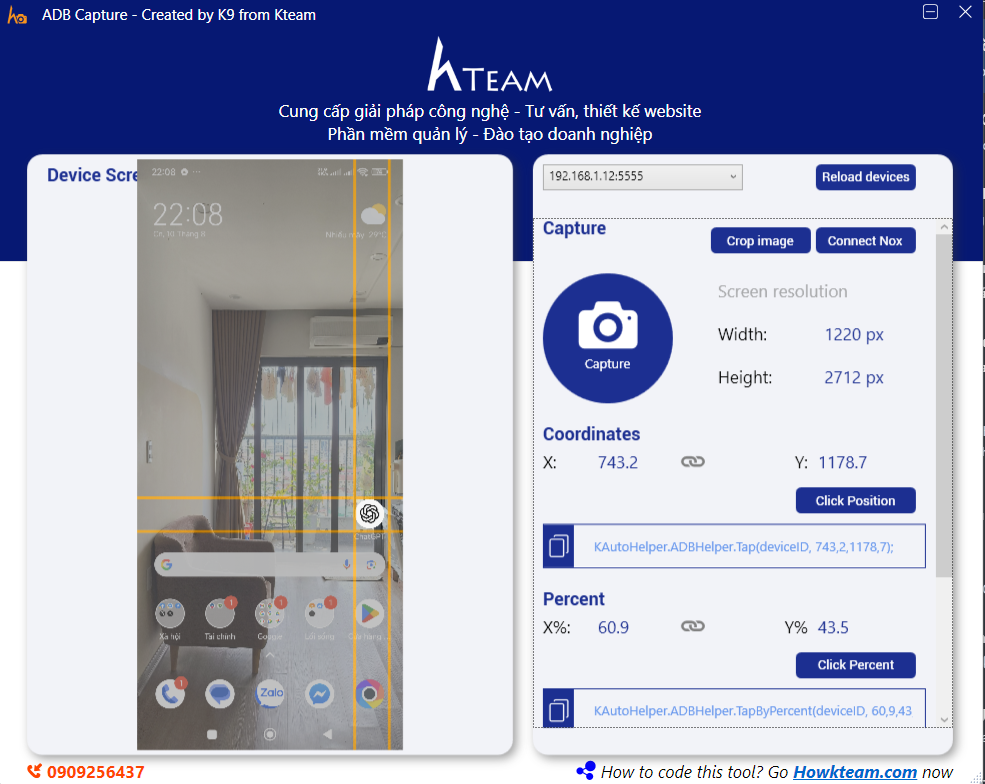 ADB Capture - Created by K9 from Kteam
hTEAM
Cung cấp giải pháp công nghệ - Tư vấn, thiết kế website
Phần mềm quản lý - Đào tạo doanh nghiệp
Device Scre
22:08
22:08
Nhiều mây 29°C
ChatGPT
Xã hội
Tài chính
1
Google
1
Lối sống
1
Cửa hàng
1
Zalo
192.168.1.12:5555
Reload devices
Capture
Crop image
Connect Nox
Capture
Screen resolution
Width: 1220 px
Height: 2712 px
Coordinates
X: 743.2 Y: 1178.7
Click Position
KAutoHelper.ADBHelper.Tap(deviceID, 743,2,1178,7);
Percent
X%: 60.9 Y% 43.5
Click Percent
KAutoHelper.ADBHelper.TapByPercent(deviceID, 60,9,43
0909256437
How to code this tool? Go Howkteam.com now